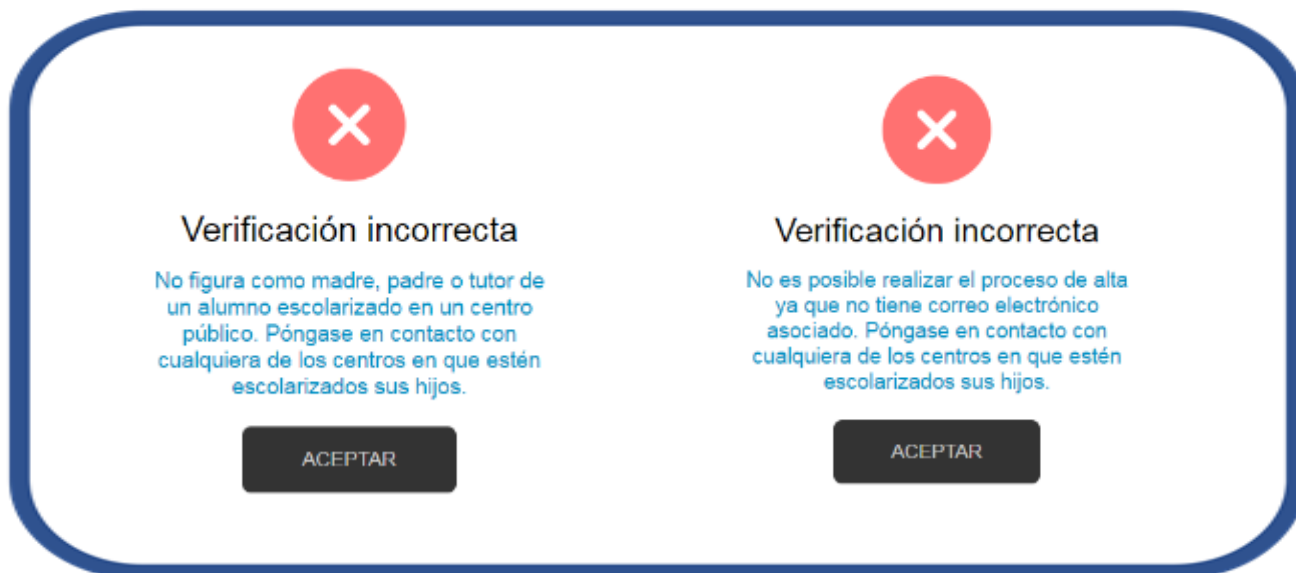 Verificación incorrecta
No figura como madre, padre o tutor de
un alumno escolarizado en un centro
público. Póngase en contacto con
cualquiera de los centros en que estén
escolarizados sus hijos.
ACEPTAR
Verificación incorrecta
No es posible realizar el proceso de alta
ya que no tiene correo electrónico
asociado. Póngase en contacto con
cualquiera de los centros en que estén
escolarizados sus hijos.
ACEPTAR